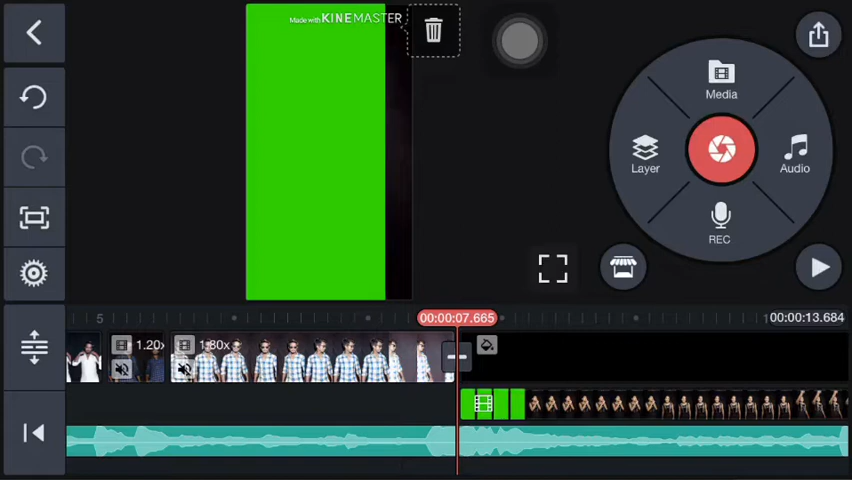 Made with KINEMASTER
Media
Layer
Audio
REC
5
00:00:07.665
00:00:13.684
1.20x
1.80x